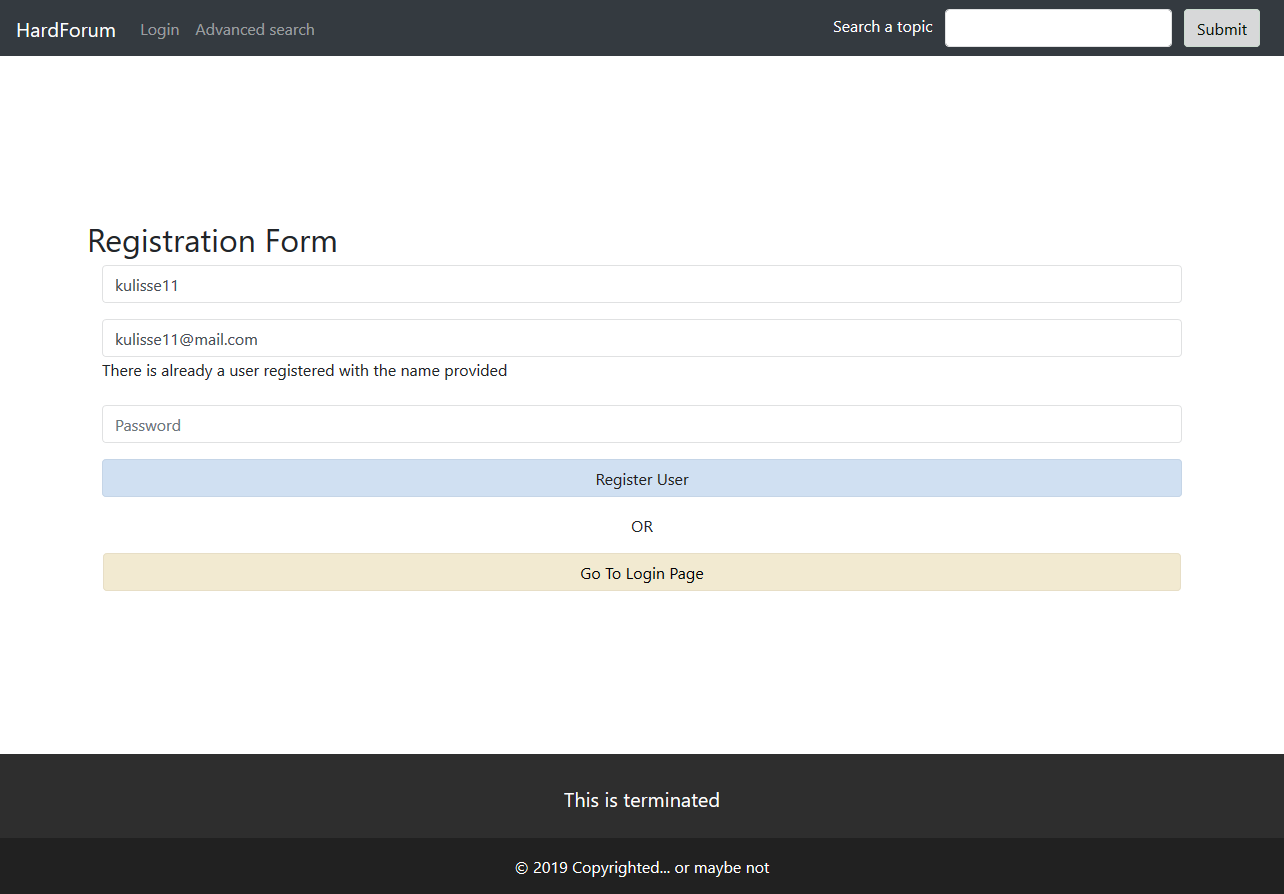 HardForum Login Advanced search Search a topic Submit
Registration Form
kulisse11
kulisse11@mail.com
There is already a user registered with the name provided
Password
Register User
OR
Go To Login Page
This is terminated
© 2019 Copyrighted... or maybe not